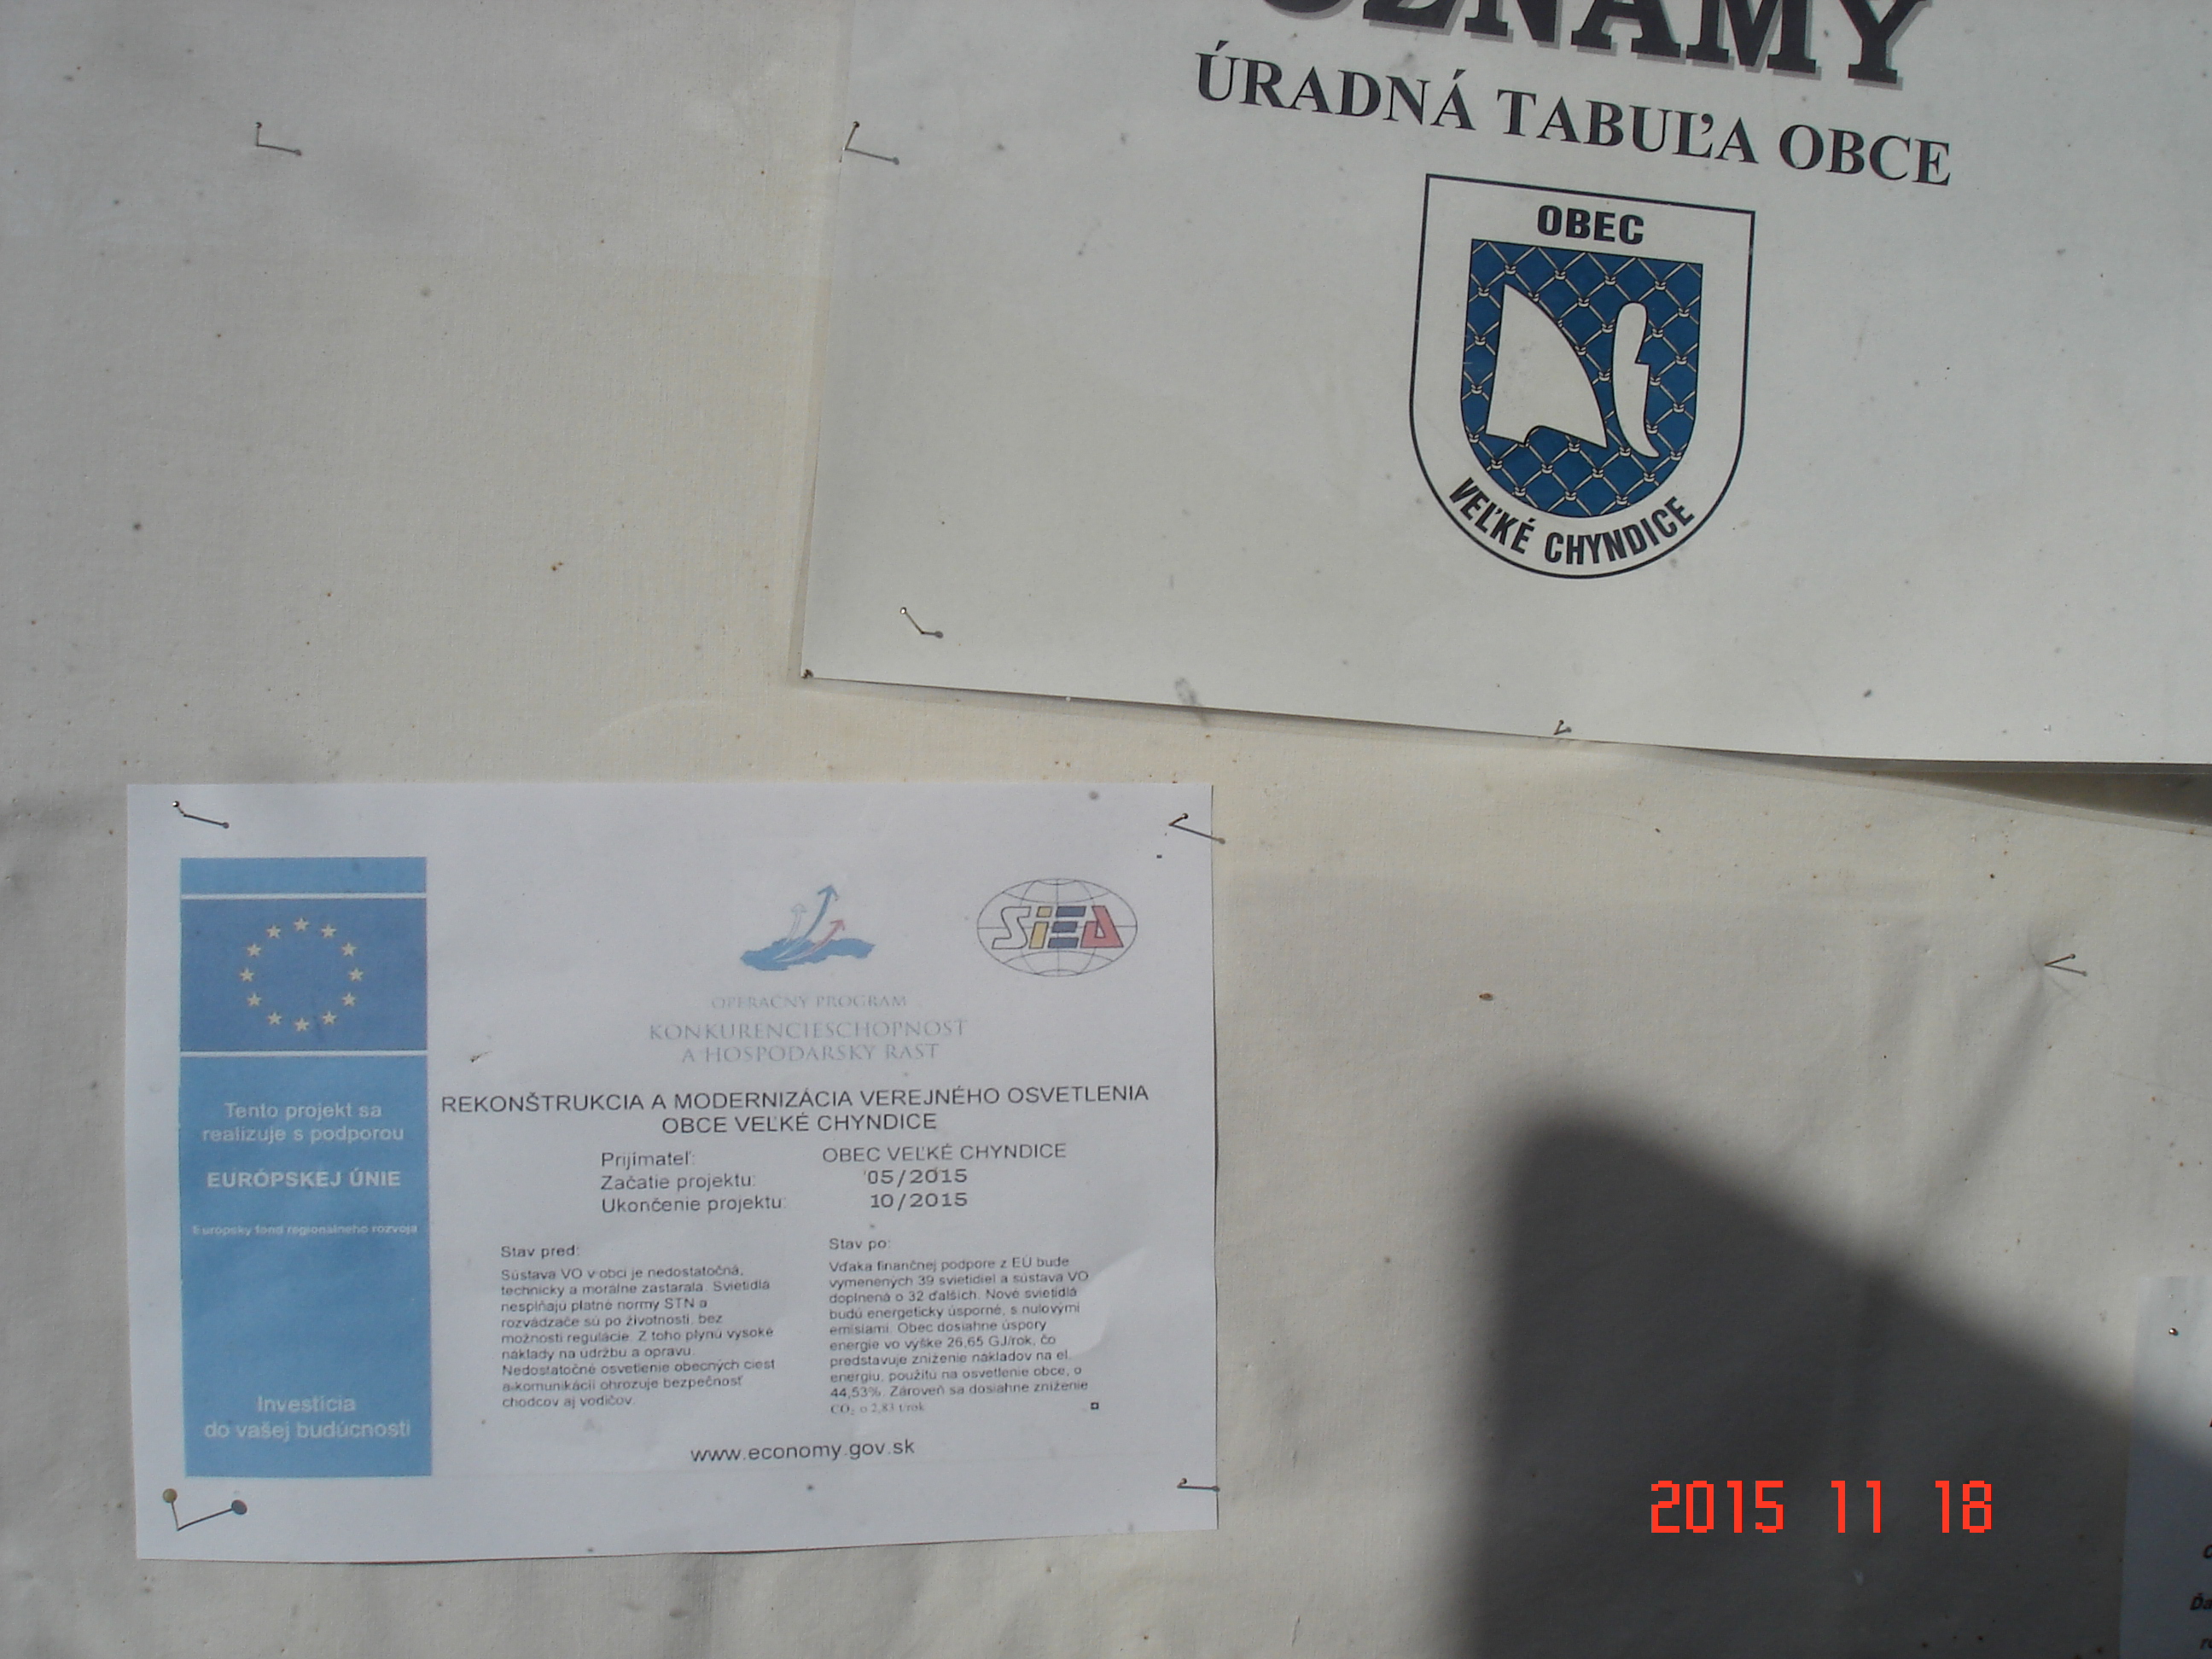 OZNAMY
ÚRADNÁ TABUĽA OBCE
OBEC
VEĽKÉ CHYNDICE
SIEA
OPERAČNÝ PROGRAM
KONKURENCIESCHOPNOSŤ
A HOSPODÁRSKY RAST
REKONŠTRUKCIA A MODERNIZÁCIA VEREJNÉHO OSVETLENIA
OBCE VEĽKÉ CHYNDICE
Prijímateľ: OBEC VEĽKÉ CHYNDICE
Začatie projektu: 05/2015
Ukončenie projektu: 10/2015
Tento projekt sa
realizuje s podporou
EURÓPSKEJ ÚNIE
Európsky fond regionálneho rozvoja
Investícia
do vašej budúcnosti
Stav pred:
Sústava VO v obci je nedostatočná,
technicky a morálne zastaralá. Svietidlá
nespĺňajú platné normy STN a
rozvádzače sú po životnosti, bez
možnosti regulácie. Z toho plynú vysoké
náklady na údržbu a opravu.
Nedostatočné osvetlenie obecných ciest
a komunikácií ohrozuje bezpečnosť
chodcov aj vodičov.
Stav po:
Vďaka finančnej podpore z EÚ bude
vymenených 39 svietidiel a sústava VO
doplnená o 32 ďalších. Nové svietidlá
budú energeticky úsporné, s nulovými
emisiami. Obec dosiahne úspory
energie vo výške 26,65 GJ/rok, čo
predstavuje zníženie nákladov na el.
energiu, použitú na osvetlenie obce, o
44,53%. Zároveň sa dosiahne zníženie
CO₂ o 2,83 t/rok
www.economy.gov.sk
2015 11 18